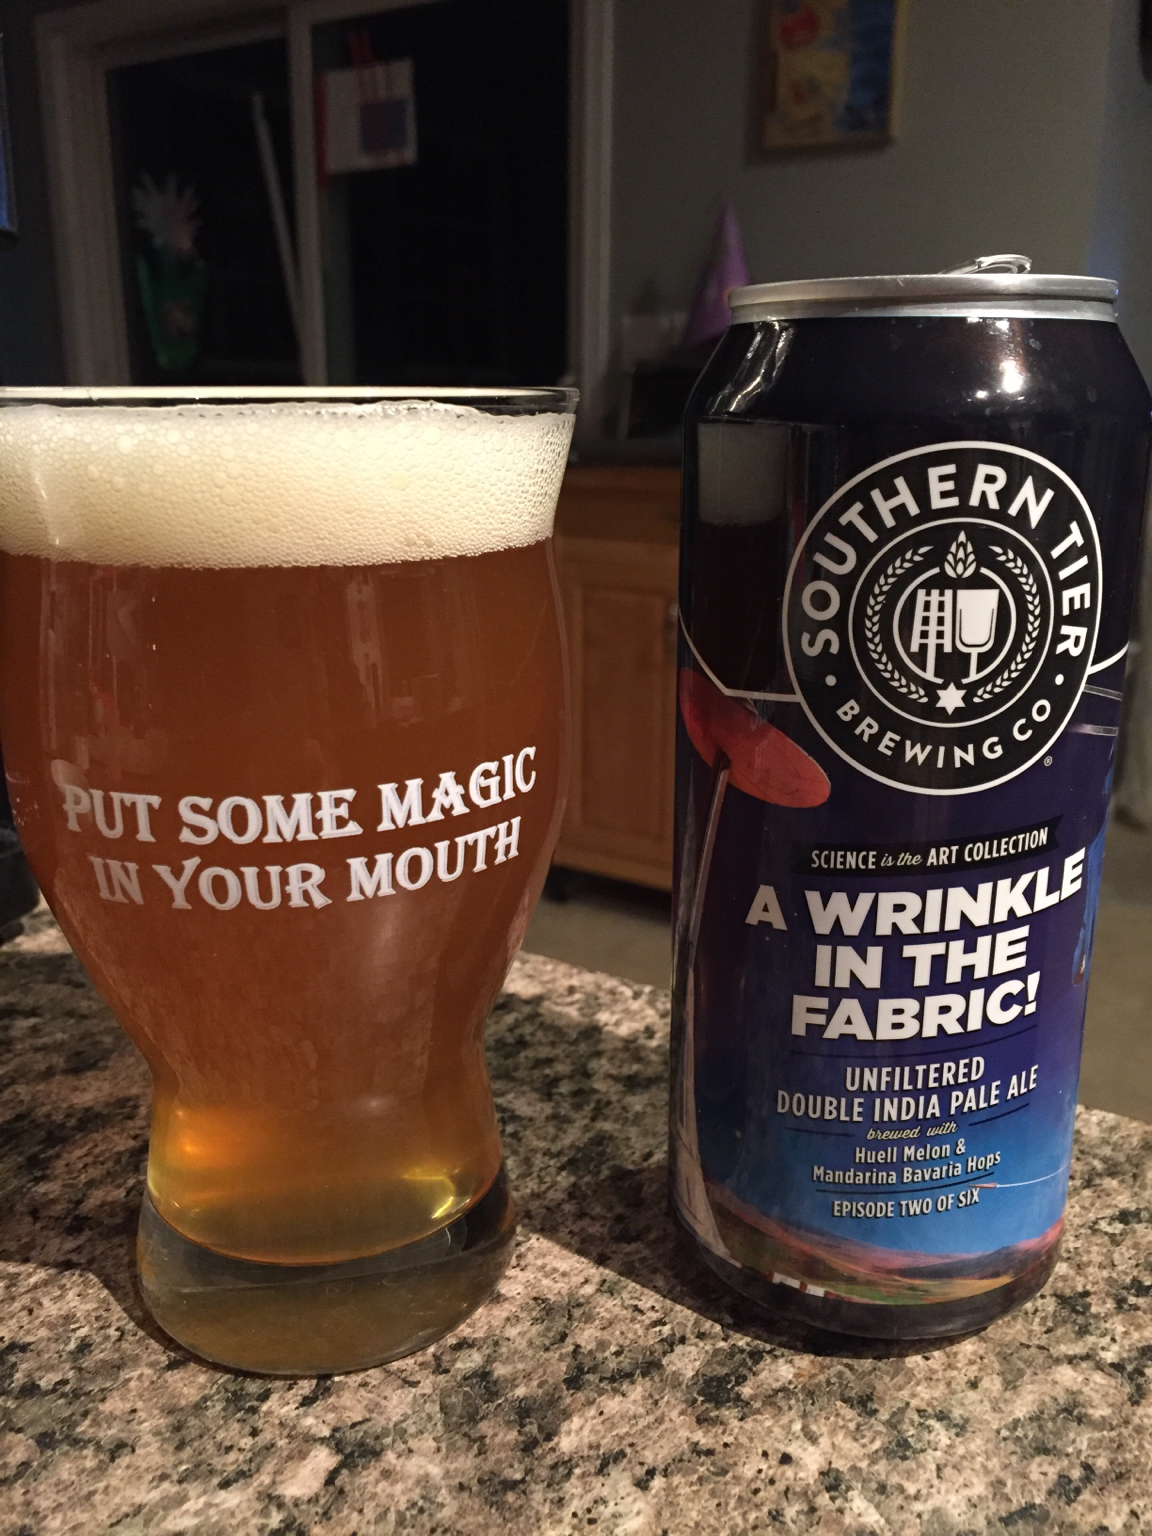 PUT SOME MAGIC
IN YOUR MOUTH
SOUTHERN TIER
BREWING CO
®
SCIENCE is the ART COLLECTION
A WRINKLE
IN THE
FABRIC!
UNFILTERED
DOUBLE INDIA PALE ALE
brewed with
Huell Melon &
Mandarina Bavaria Hops
EPISODE TWO OF SIX